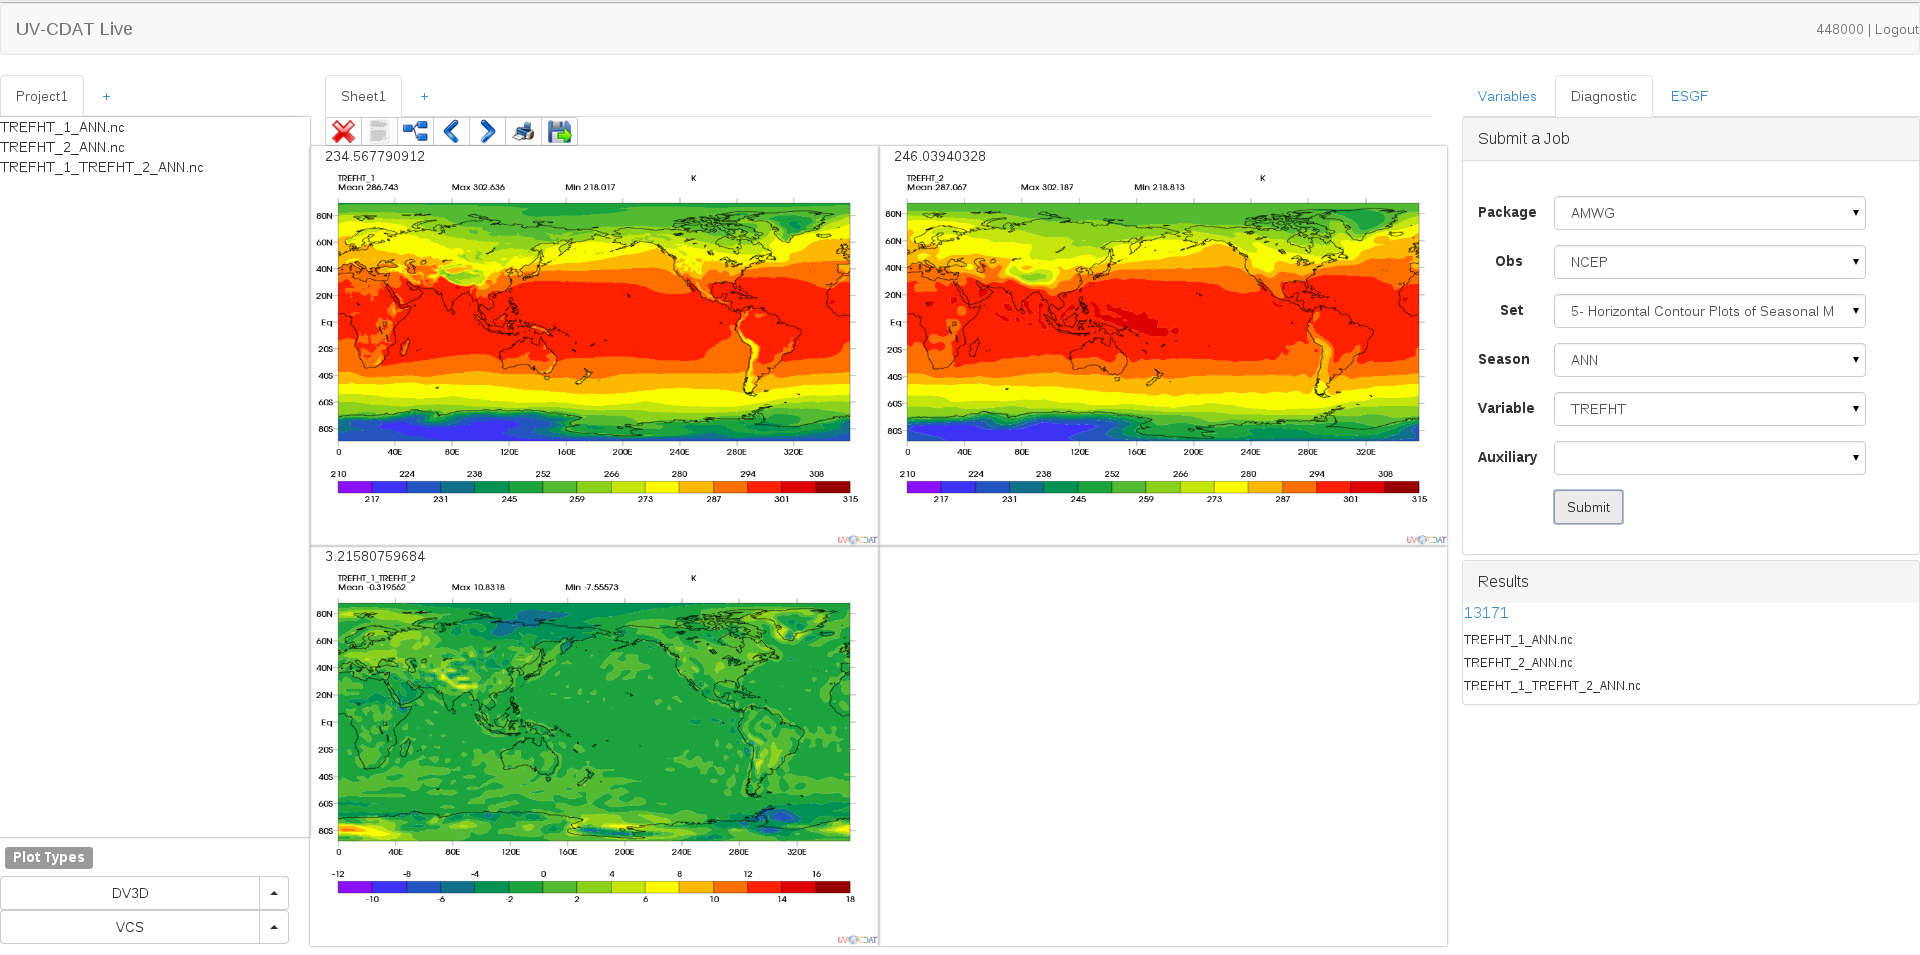 UV-CDAT Live
448000 | Logout
Project1
+
TREFHT_1_ANN.nc
TREFHT_2_ANN.nc
TREFHT_1_TREFHT_2_ANN.nc
Plot Types
DV3D
VCS
Sheet1
+
234.567790912
TREFHT_1
K
Mean 286.743 Max 302.636 Min 218.017
80N
60N
40N
20N
Eq
20S
40S
60S
80S
0 40E 80E 120E 160E 200E 240E 280E 320E
210 224 238 252 266 280 294 308
217 231 245 259 273 287 301 315
UV CDAT
246.03940328
TREFHT_2
K
Mean 287.067 Max 302.187 Min 218.813
80N
60N
40N
20N
Eq
20S
40S
60S
80S
0 40E 80E 120E 160E 200E 240E 280E 320E
210 224 238 252 266 280 294 308
217 231 245 259 273 287 301 315
UV CDAT
3.21580759684
TREFHT_1_TREFHT_2
K
Mean -0.319562 Max 10.8318 Min -7.55573
80N
60N
40N
20N
Eq
20S
40S
60S
80S
0 40E 80E 120E 160E 200E 240E 280E 320E
-12 -8 -4 0 4 8 12 16
-10 -6 -2 2 6 10 14 18
UV CDAT
Variables
Diagnostic
ESGF
Submit a Job
Package AMWG
Obs NCEP
Set 5- Horizontal Contour Plots of Seasonal M
Season ANN
Variable TREFHT
Auxiliary
Submit
Results
13171
TREFHT_1_ANN.nc
TREFHT_2_ANN.nc
TREFHT_1_TREFHT_2_ANN.nc